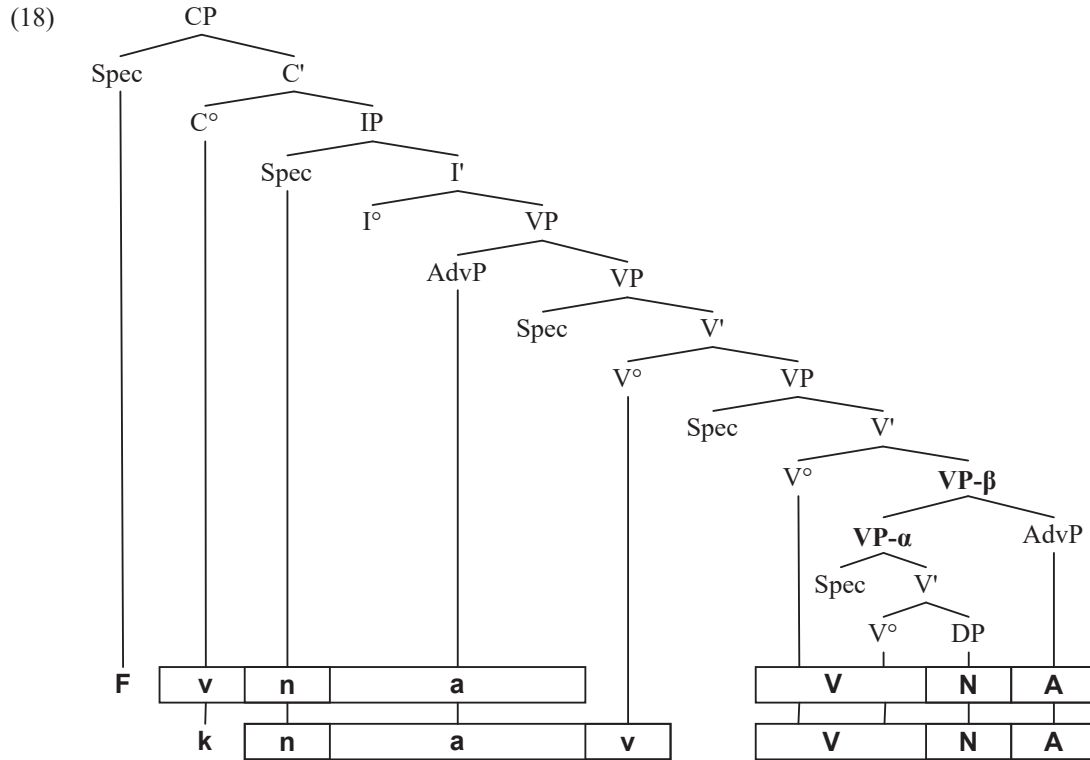 (18) CP
Spec C'
C° IP
Spec I'
I° VP
AdvP VP
Spec V'
V° VP
Spec V'
V° VP-β
VP-α AdvP
Spec V'
V° DP
F v n a V N A
k n a v V N A